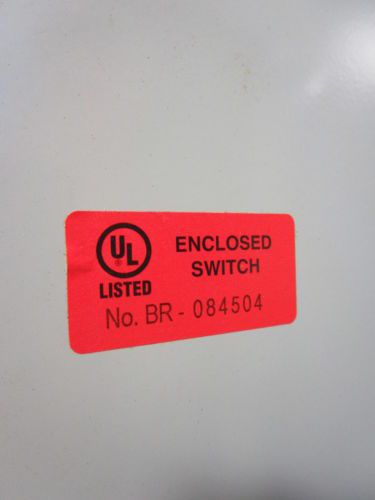 UL ®
LISTED
ENCLOSED
SWITCH
No. BR - 084504